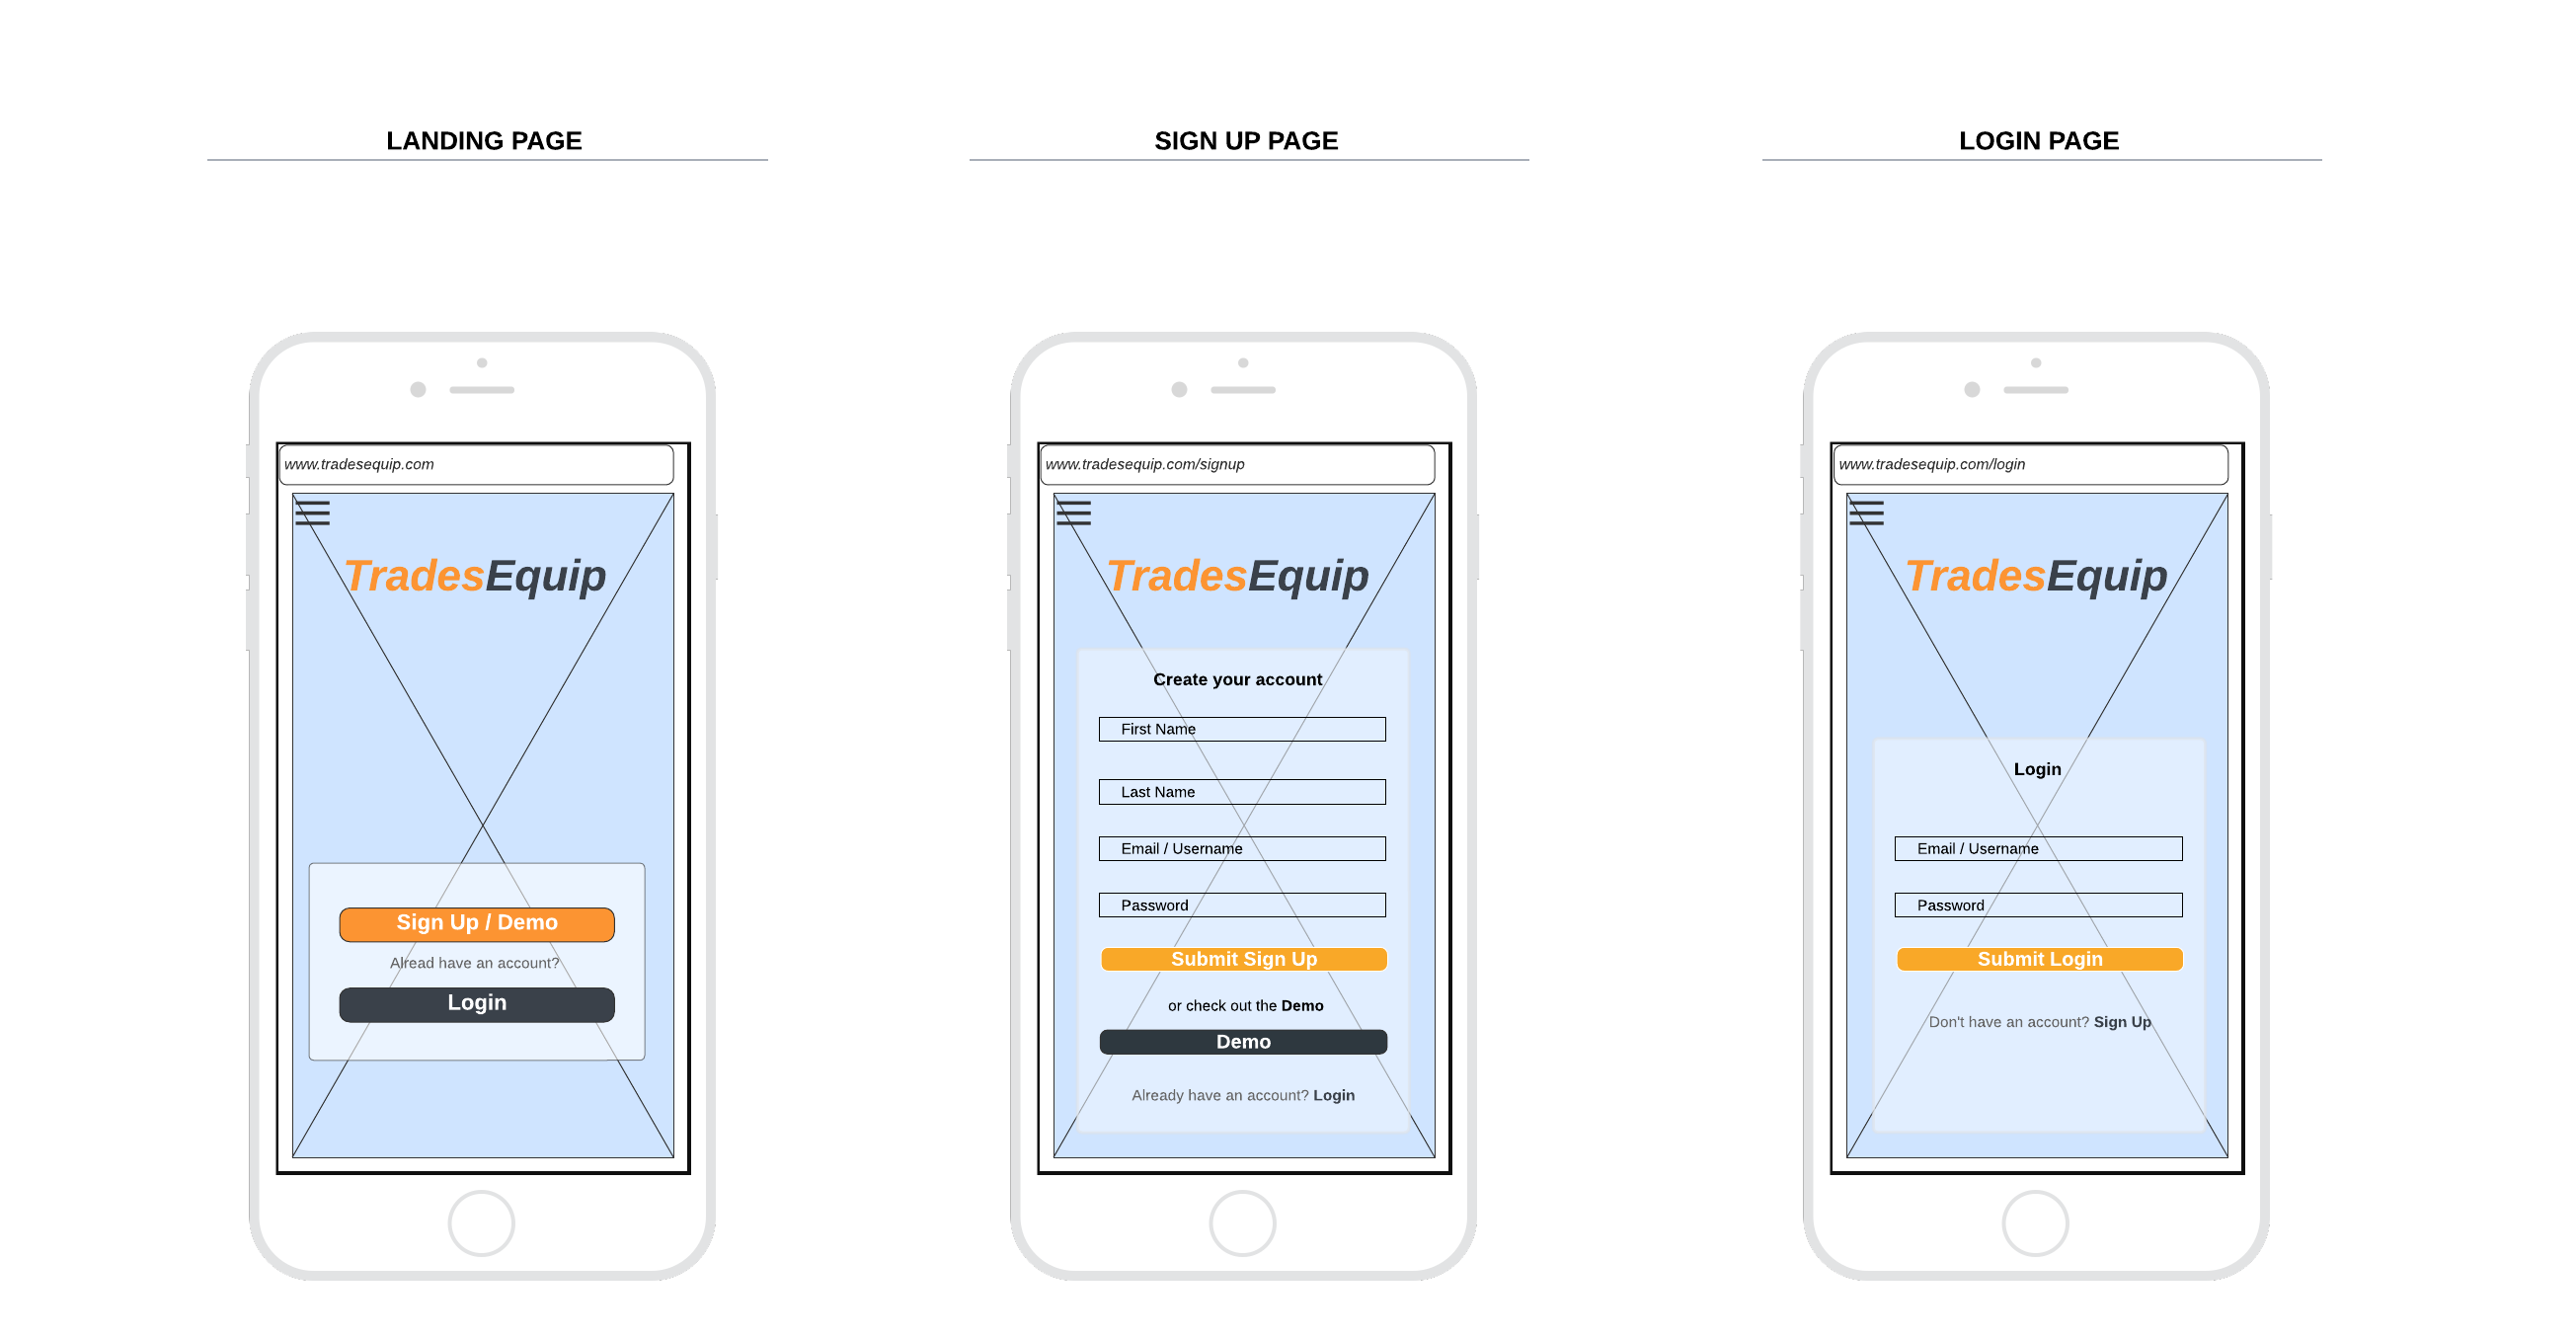 LANDING PAGE
www.tradesequip.com
TradesEquip
Sign Up / Demo
Alread have an account?
Login
SIGN UP PAGE
www.tradesequip.com/signup
TradesEquip
Create your account
First Name
Last Name
Email / Username
Password
Submit Sign Up
or check out the Demo
Demo
Already have an account? Login
LOGIN PAGE
www.tradesequip.com/login
TradesEquip
Login
Email / Username
Password
Submit Login
Don't have an account? Sign Up